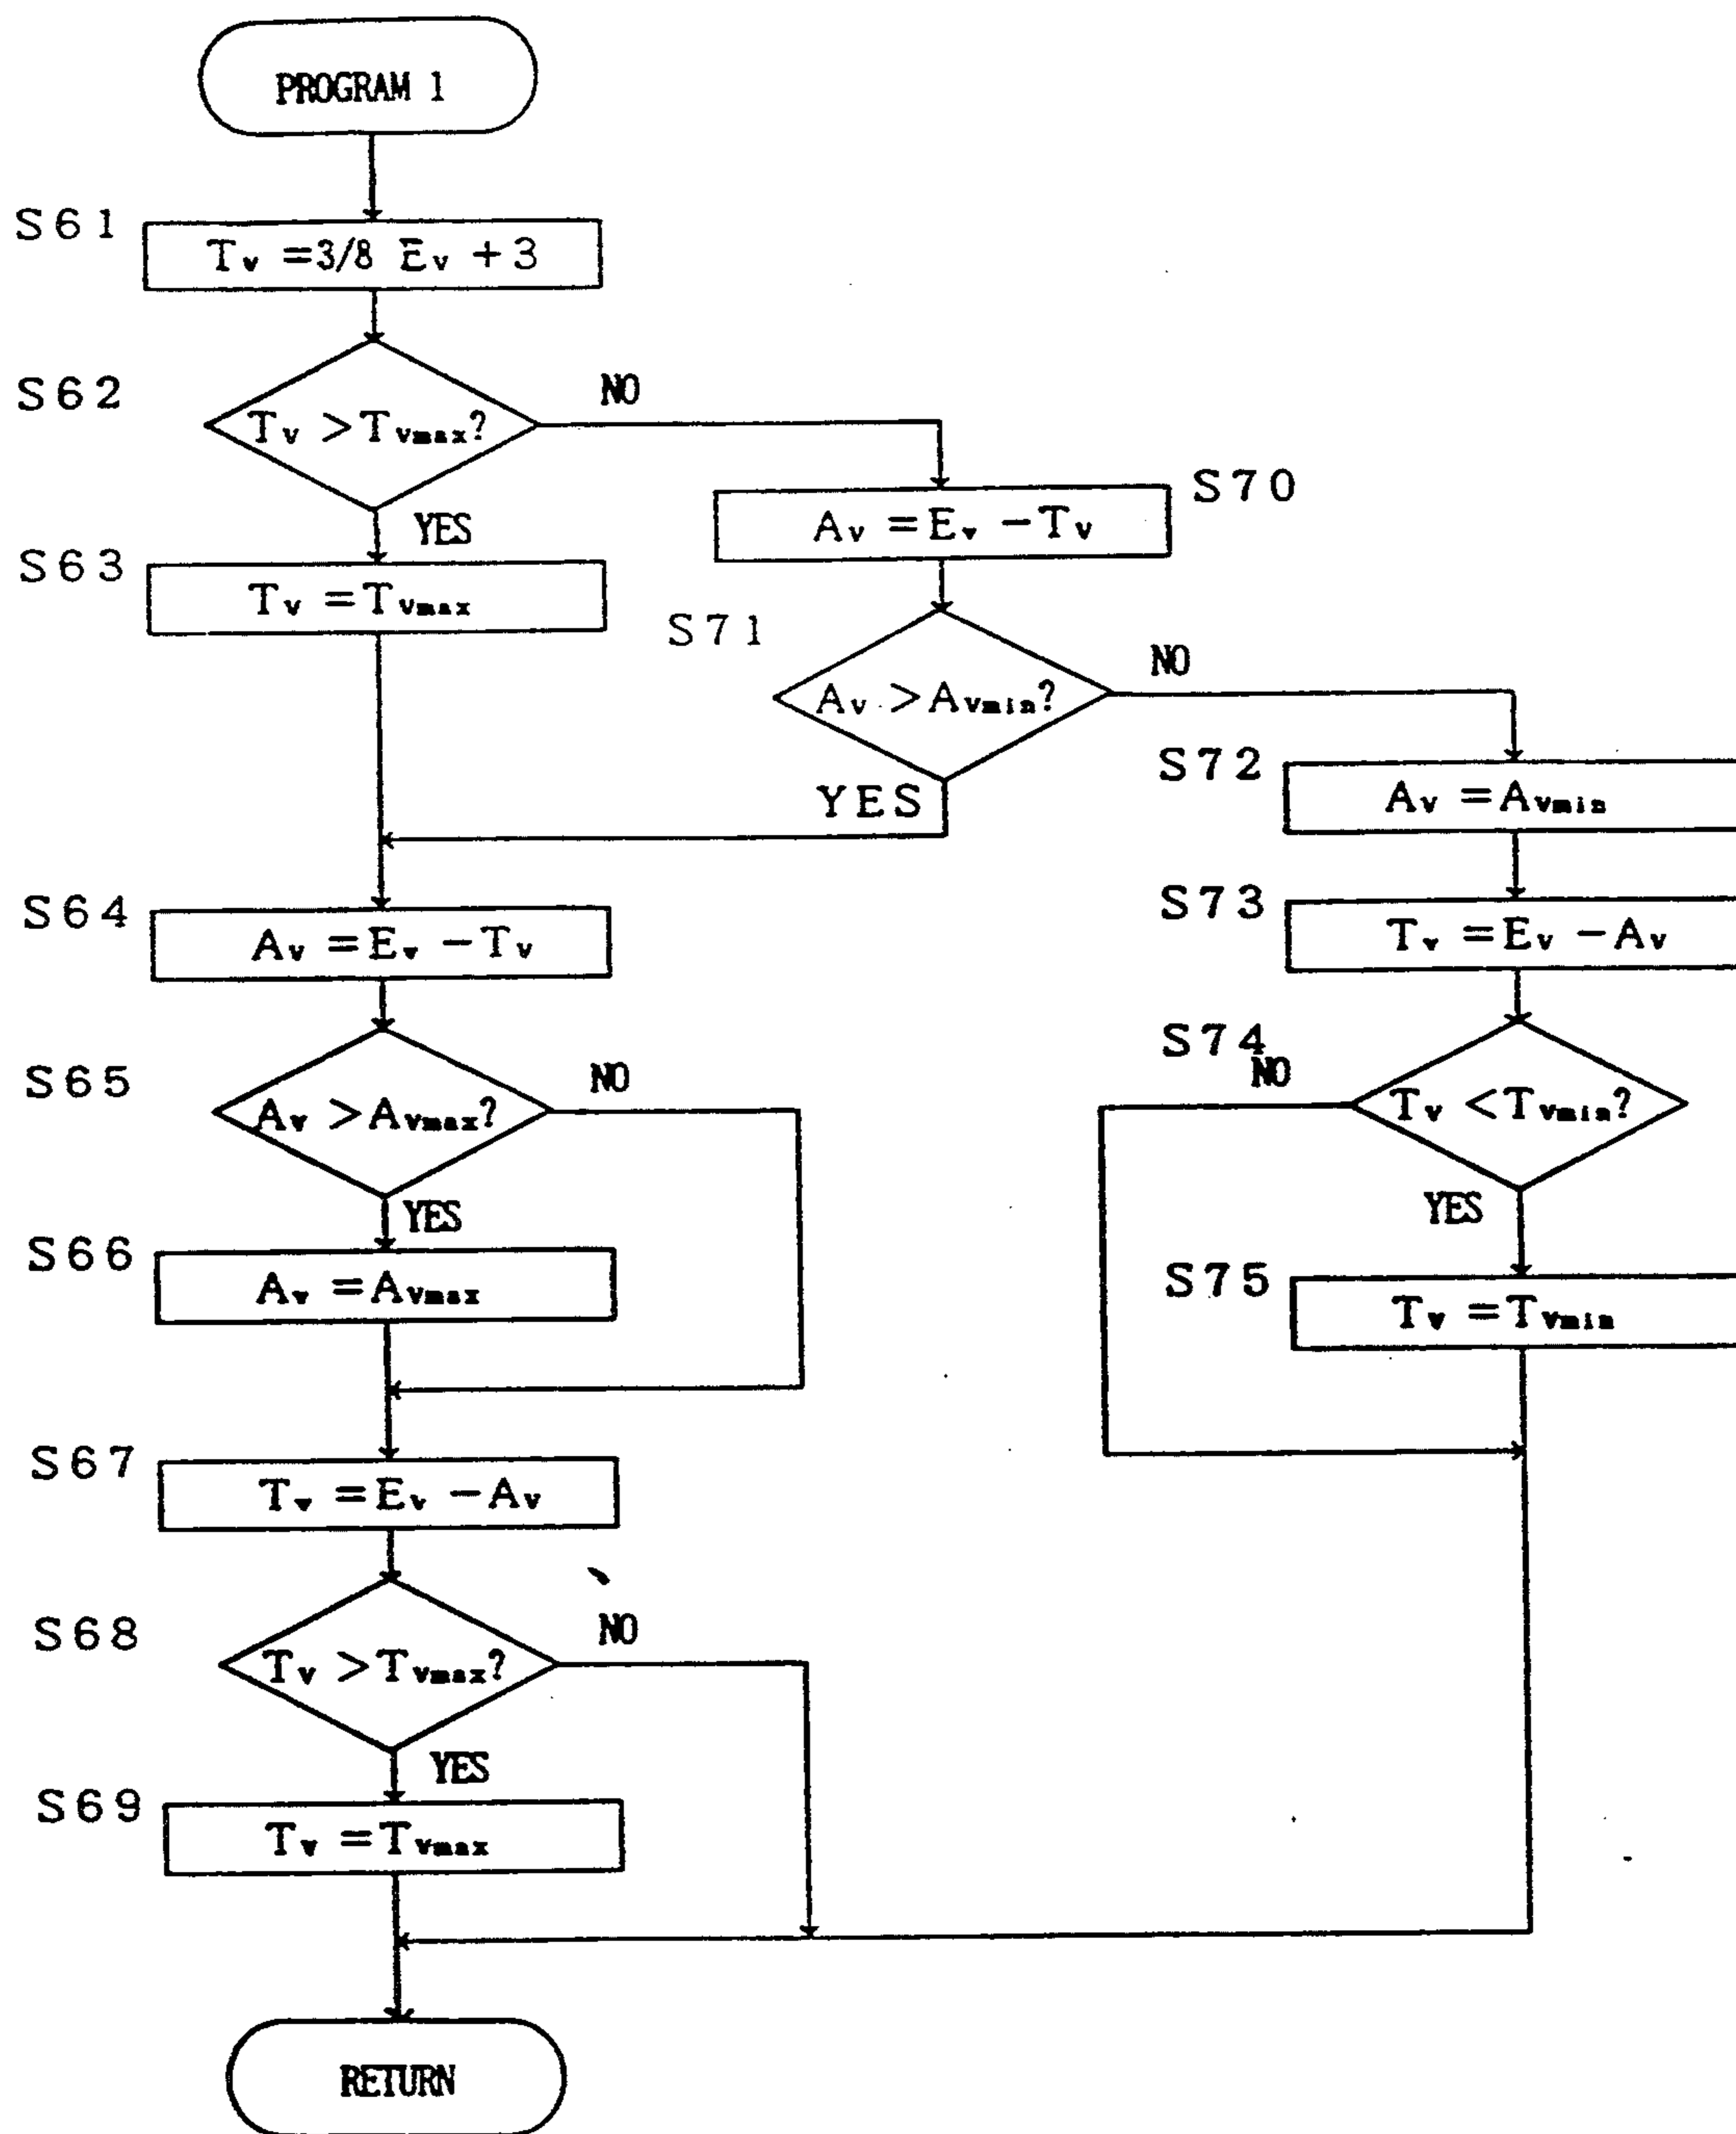 PROGRAM 1
S61
Tv = 3/8 Ev + 3
S62
Tv > Tvmax?
NO
YES
S63
Tv = Tvmax
S70
Av = Ev - Tv
S71
Av > Avmin?
NO
YES
S72
Av = Avmin
S73
Tv = Ev - Av
S74
Tv < Tvmin?
NO
YES
S75
Tv = Tvmin
S64
Av = Ev - Tv
S65
Av > Avmax?
NO
YES
S66
Av = Avmax
S67
Tv = Ev - Av
S68
Tv > Tvmax?
NO
YES
S69
Tv = Tvmax
RETURN